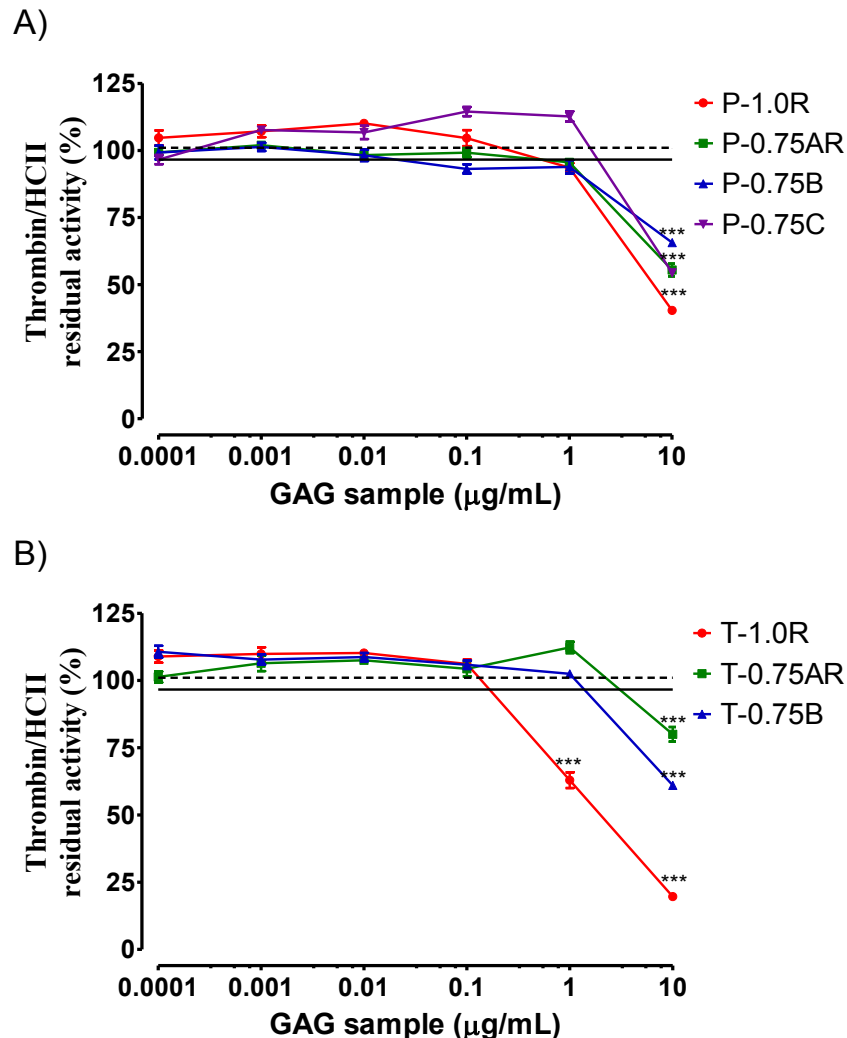 A)
Thrombin/HCII
residual activity (%)
125
100
75
50
25
0
***
***
***
0.0001 0.001 0.01 0.1 1 10
GAG sample (μg/mL)
P-1.0R
P-0.75AR
P-0.75B
P-0.75C
B)
Thrombin/HCII
residual activity (%)
125
100
75
50
25
0
***
***
***
***
0.0001 0.001 0.01 0.1 1 10
GAG sample (μg/mL)
T-1.0R
T-0.75AR
T-0.75B